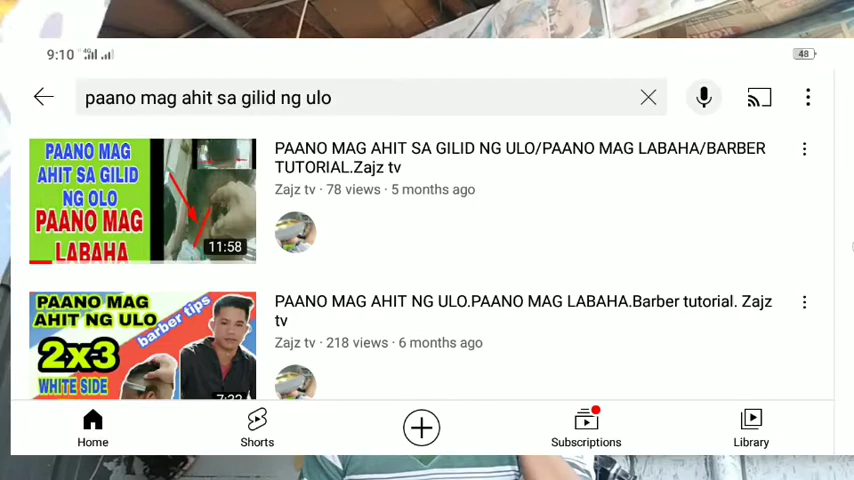 9:10 4G 48
paano mag ahit sa gilid ng ulo
PAANO MAG
AHIT SA GILID
NG OLO
PAANO MAG
LABAHA
11:58
PAANO MAG AHIT SA GILID NG ULO/PAANO MAG LABAHA/BARBER
TUTORIAL.Zajz tv
Zajz tv · 78 views · 5 months ago
PAANO MAG
AHIT NG ULO
barber tips
2x3
WHITE SIDE
PAANO MAG AHIT NG ULO.PAANO MAG LABAHA.Barber tutorial. Zajz
tv
Zajz tv · 218 views · 6 months ago
Home
Shorts
Subscriptions
Library